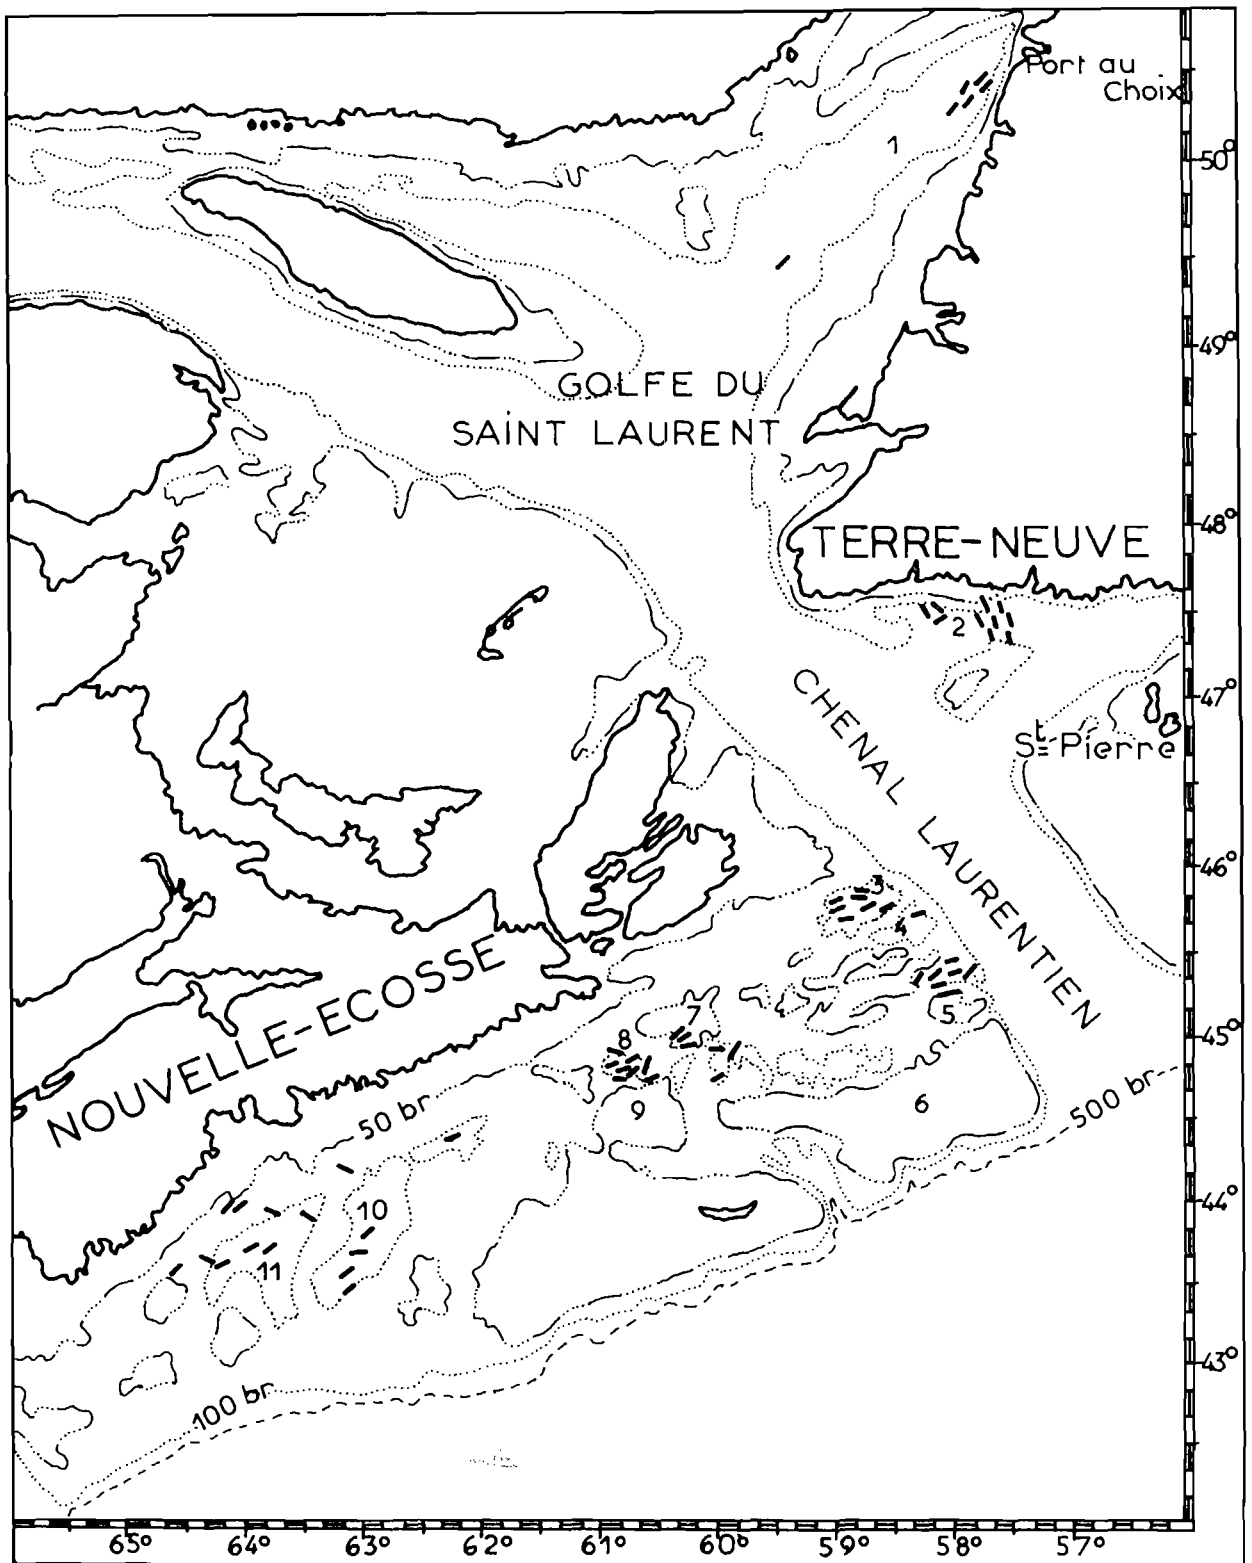 Port au
Choix
1
50°
49°
GOLFE DU
SAINT LAURENT
48°
TERRE-NEUVE
2
47°
CHENAL LAURENTIEN
St Pierre
46°
3
4
5
45°
NOUVELLE-ECOSSE
7
8
9
6
50 br
500 br
44°
10
11
43°
100 br
65° 64° 63° 62° 61° 60° 59° 58° 57°